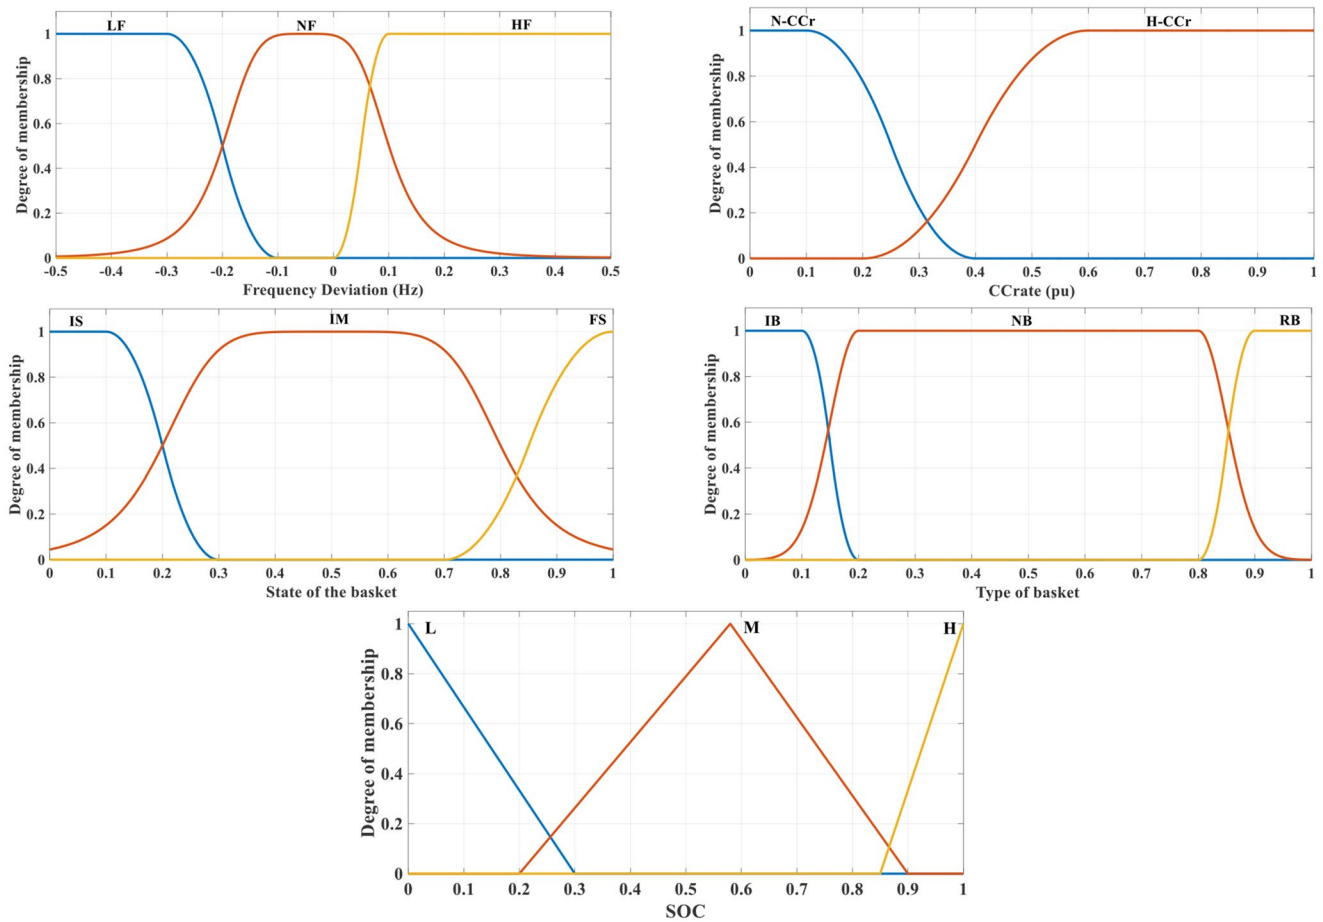 LF NF HF
1
0.8
0.6
0.4
0.2
0
Degree of membership
-0.5 -0.4 -0.3 -0.2 -0.1 0 0.1 0.2 0.3 0.4 0.5
Frequency Deviation (Hz)
N-CCr H-CCr
1
0.8
0.6
0.4
0.2
0
Degree of membership
0 0.1 0.2 0.3 0.4 0.5 0.6 0.7 0.8 0.9 1
CCrate (pu)
IS IM FS
1
0.8
0.6
0.4
0.2
0
Degree of membership
0 0.1 0.2 0.3 0.4 0.5 0.6 0.7 0.8 0.9 1
State of the basket
IB NB RB
1
0.8
0.6
0.4
0.2
0
Degree of membership
0 0.1 0.2 0.3 0.4 0.5 0.6 0.7 0.8 0.9 1
Type of basket
L M H
1
0.8
0.6
0.4
0.2
0
Degree of membership
0 0.1 0.2 0.3 0.4 0.5 0.6 0.7 0.8 0.9 1
SOC